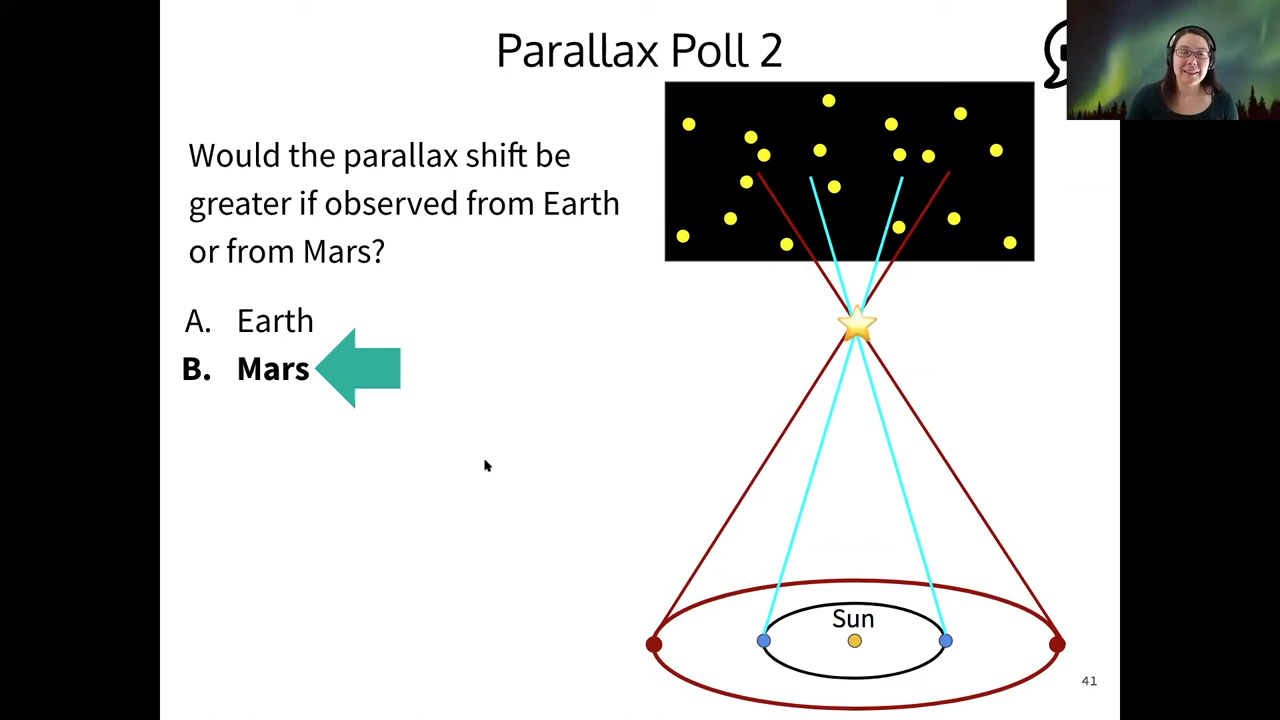 Parallax Poll 2
Would the parallax shift be
greater if observed from Earth
or from Mars?
A. Earth
B. Mars
Sun
41